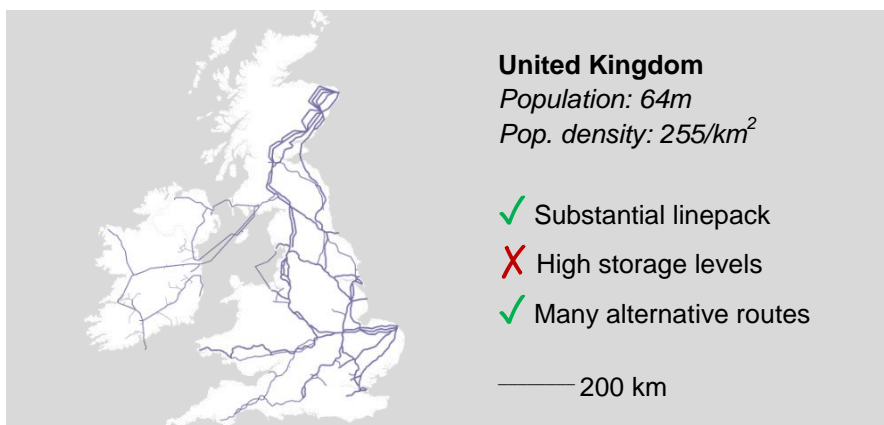 United Kingdom
Population: 64m
Pop. density: 255/km²
✓ Substantial linepack
✗ High storage levels
✓ Many alternative routes
200 km